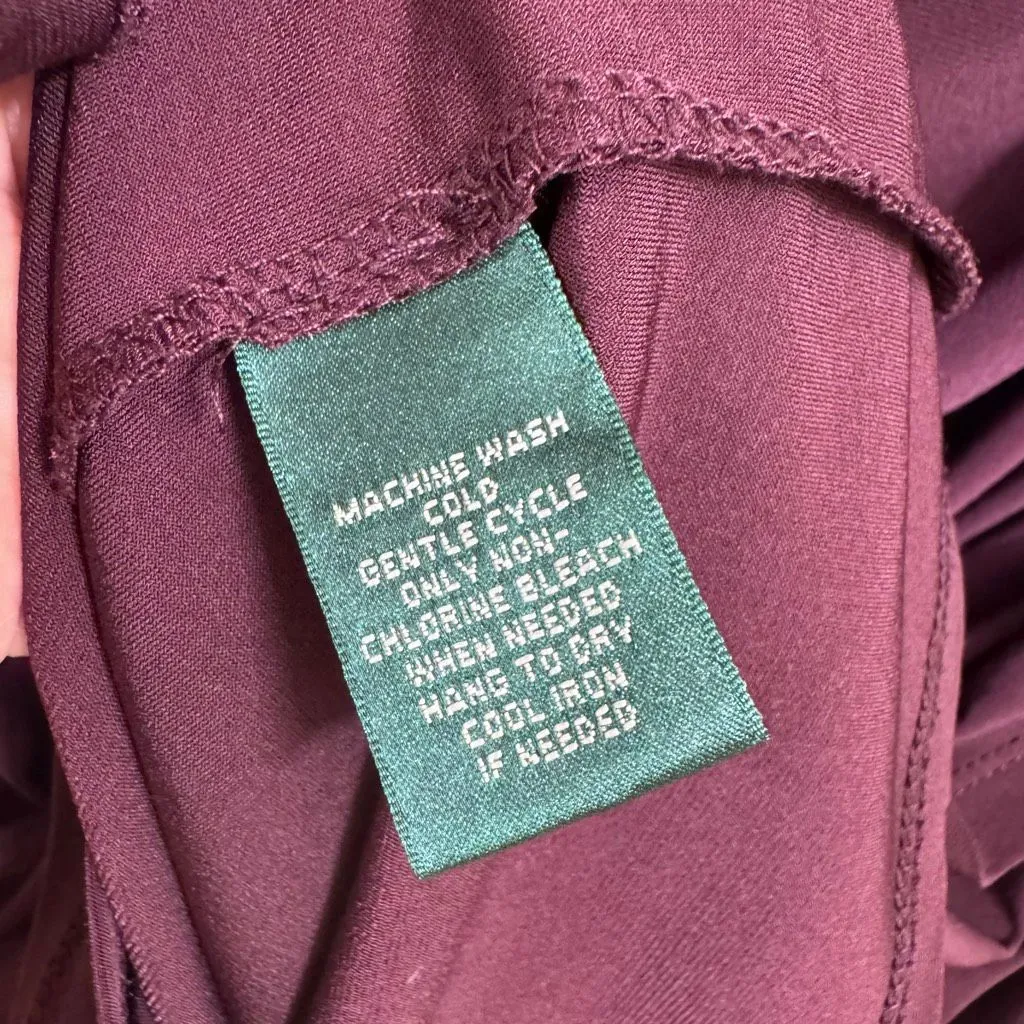 MACHINE WASH
COLD
GENTLE CYCLE
ONLY NON-
CHLORINE BLEACH
WHEN NEEDED
HANG TO DRY
COOL IRON
IF NEEDED